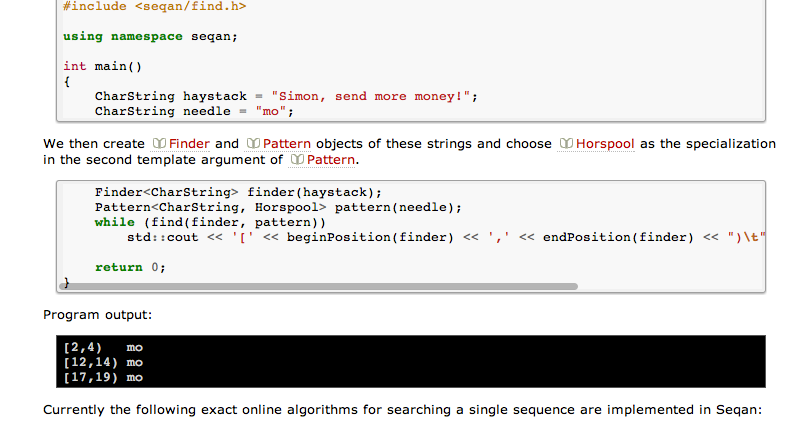 #include <seqan/find.h>
using namespace seqan;
int main()
{
    CharString haystack = "Simon, send more money!";
    CharString needle = "mo";
We then create Finder and Pattern objects of these strings and choose Horspool as the specialization
in the second template argument of Pattern.
    Finder<CharString> finder(haystack);
    Pattern<CharString, Horspool> pattern(needle);
    while (find(finder, pattern))
        std::cout << '[' << beginPosition(finder) << ',' << endPosition(finder) << ")\t"
    return 0;
}
Program output:
[2,4)   mo
[12,14) mo
[17,19) mo
Currently the following exact online algorithms for searching a single sequence are implemented in Seqan: